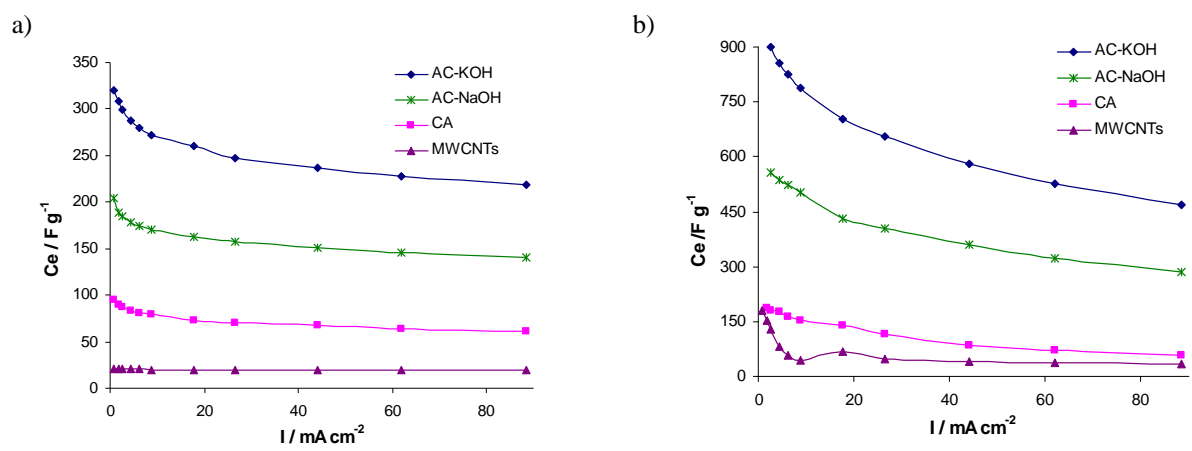 a)
350
300
250
200
150
100
50
0
Ce / F g⁻¹
0 20 40 60 80
I / mA cm⁻²
AC-KOH
AC-NaOH
CA
MWCNTs
b)
900
750
600
450
300
150
0
Ce /F g⁻¹
0 20 40 60 80
I / mA cm⁻²
AC-KOH
AC-NaOH
CA
MWCNTs